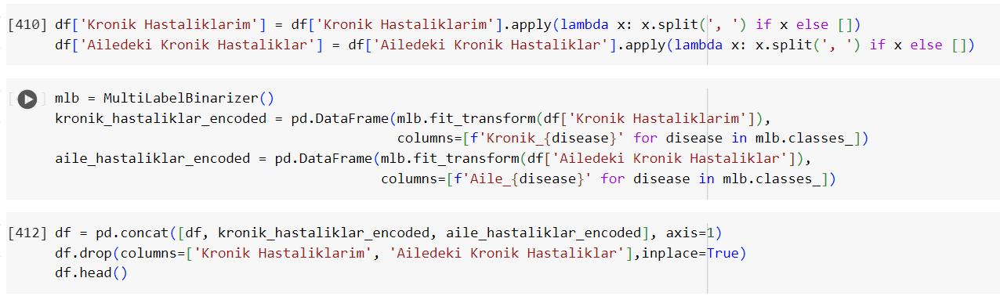 [410] df['Kronik Hastaliklarim'] = df['Kronik Hastaliklarim'].apply(lambda x: x.split(', ') if x else [])
df['Ailedeki Kronik Hastaliklar'] = df['Ailedeki Kronik Hastaliklar'].apply(lambda x: x.split(', ') if x else [])
[ ] mlb = MultiLabelBinarizer()
kronik_hastaliklar_encoded = pd.DataFrame(mlb.fit_transform(df['Kronik Hastaliklarim']),
columns=[f'Kronik_{disease}' for disease in mlb.classes_])
aile_hastaliklar_encoded = pd.DataFrame(mlb.fit_transform(df['Ailedeki Kronik Hastaliklar']),
columns=[f'Aile_{disease}' for disease in mlb.classes_])
[412] df = pd.concat([df, kronik_hastaliklar_encoded, aile_hastaliklar_encoded], axis=1)
df.drop(columns=['Kronik Hastaliklarim', 'Ailedeki Kronik Hastaliklar'],inplace=True)
df.head()